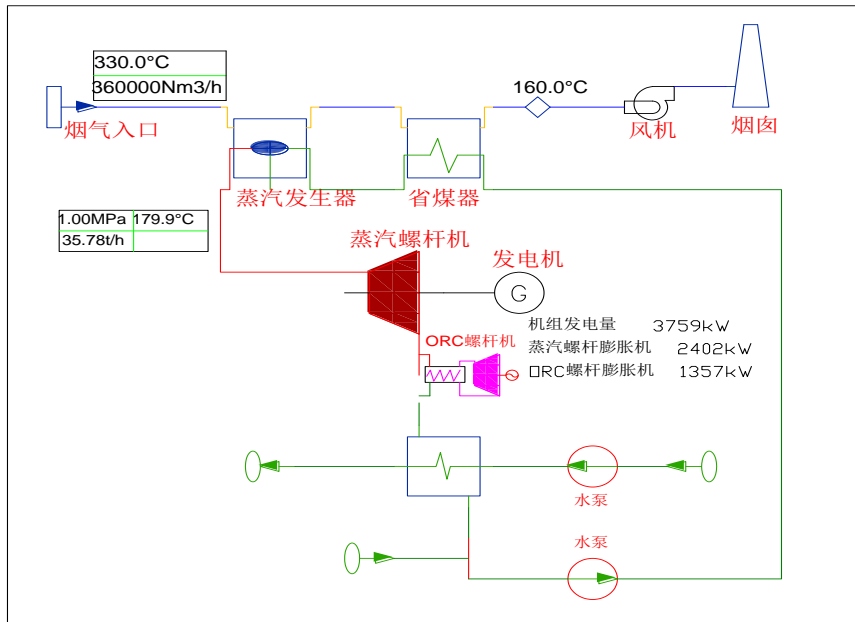 330.0°C
360000Nm3/h
160.0°C
烟气入口
风机
烟囱
蒸汽发生器
省煤器
1.00MPa 179.9°C
35.78t/h
蒸汽螺杆机
发电机
G
机组发电量 3759kW
ORC螺杆机
蒸汽螺杆膨胀机 2402kW
ORC螺杆膨胀机 1357kW
水泵
水泵